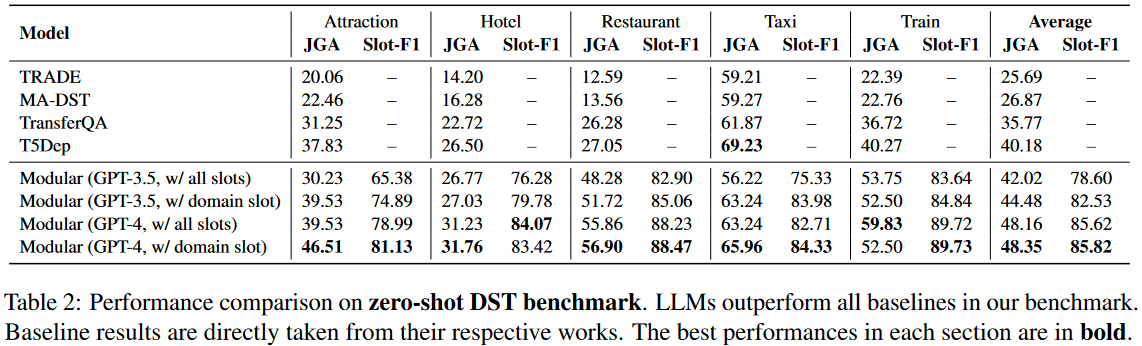 Model Attraction Hotel Restaurant Taxi Train Average
JGA Slot-F1 JGA Slot-F1 JGA Slot-F1 JGA Slot-F1 JGA Slot-F1 JGA Slot-F1
TRADE 20.06 – 14.20 – 12.59 – 59.21 – 22.39 – 25.69 –
MA-DST 22.46 – 16.28 – 13.56 – 59.27 – 22.76 – 26.87 –
TransferQA 31.25 – 22.72 – 26.28 – 61.87 – 36.72 – 35.77 –
T5Dep 37.83 – 26.50 – 27.05 – 69.23 – 40.27 – 40.18 –
Modular (GPT-3.5, w/ all slots) 30.23 65.38 26.77 76.28 48.28 82.90 56.22 75.33 53.75 83.64 42.02 78.60
Modular (GPT-3.5, w/ domain slot) 39.53 74.89 27.03 79.78 51.72 85.06 63.24 83.98 52.50 84.84 44.48 82.53
Modular (GPT-4, w/ all slots) 39.53 78.99 31.23 84.07 55.86 88.23 63.24 82.71 59.83 89.72 48.16 85.62
Modular (GPT-4, w/ domain slot) 46.51 81.13 31.76 83.42 56.90 88.47 65.96 84.33 52.50 89.73 48.35 85.82
Table 2: Performance comparison on zero-shot DST benchmark. LLMs outperform all baselines in our benchmark.
Baseline results are directly taken from their respective works. The best performances in each section are in bold.